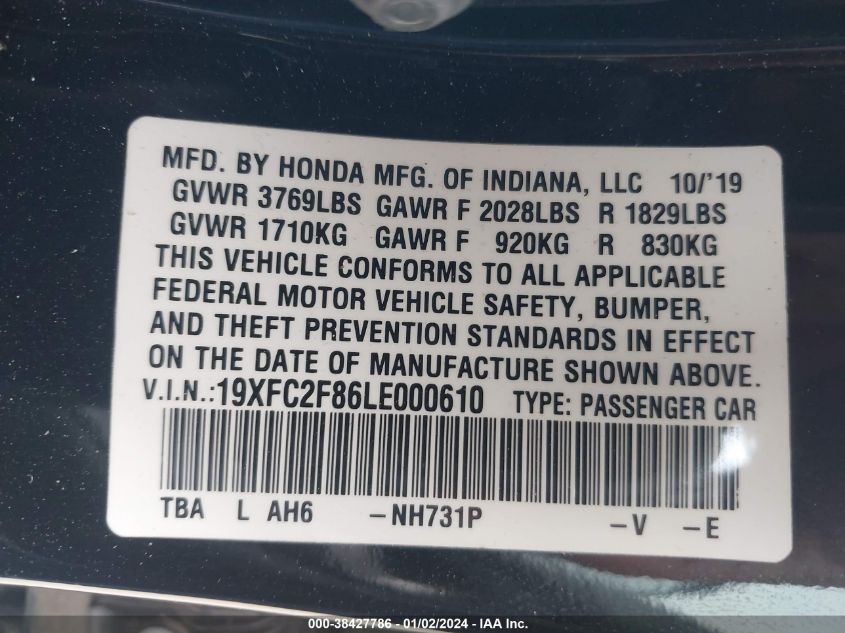 MFD. BY HONDA MFG. OF INDIANA, LLC 10/'19
GVWR 3769LBS GAWR F 2028LBS R 1829LBS
GVWR 1710KG GAWR F 920KG R 830KG
THIS VEHICLE CONFORMS TO ALL APPLICABLE
FEDERAL MOTOR VEHICLE SAFETY, BUMPER,
AND THEFT PREVENTION STANDARDS IN EFFECT
ON THE DATE OF MANUFACTURE SHOWN ABOVE.
V.I.N.:19XFC2F86LE000610 TYPE: PASSENGER CAR
TBA L AH6 -NH731P -V -E
000-38427786 - 01/02/2024 - IAA Inc.